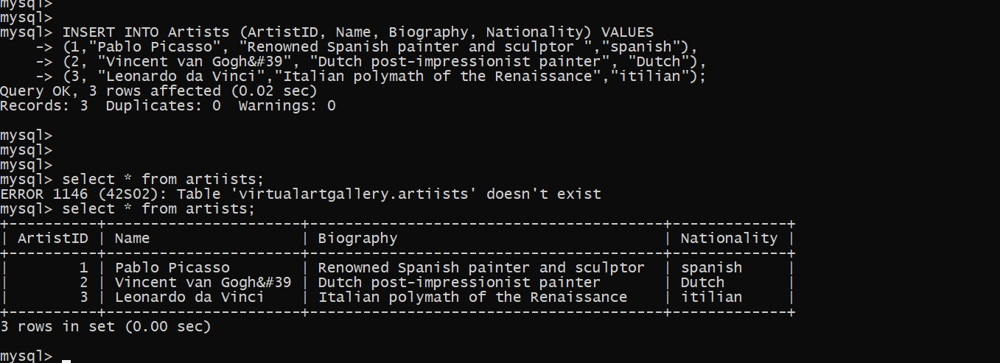 mysql>
mysql>
mysql> INSERT INTO Artists (ArtistID, Name, Biography, Nationality) VALUES
    -> (1,"Pablo Picasso", "Renowned Spanish painter and sculptor ","spanish"),
    -> (2, "Vincent van Gogh&#39", "Dutch post-impressionist painter", "Dutch"),
    -> (3, "Leonardo da Vinci","Italian polymath of the Renaissance","itilian");
Query OK, 3 rows affected (0.02 sec)
Records: 3  Duplicates: 0  Warnings: 0
mysql>
mysql>
mysql>
mysql> select * from artiists;
ERROR 1146 (42S02): Table 'virtualartgallery.artiists' doesn't exist
mysql> select * from artists;
+----------+----------------------+----------------------------------------+-------------+
| ArtistID | Name                 | Biography                              | Nationality |
+----------+----------------------+----------------------------------------+-------------+
|        1 | Pablo Picasso        | Renowned Spanish painter and sculptor  | spanish     |
|        2 | Vincent van Gogh&#39 | Dutch post-impressionist painter       | Dutch       |
|        3 | Leonardo da Vinci    | Italian polymath of the Renaissance    | itilian     |
+----------+----------------------+----------------------------------------+-------------+
3 rows in set (0.00 sec)
mysql>